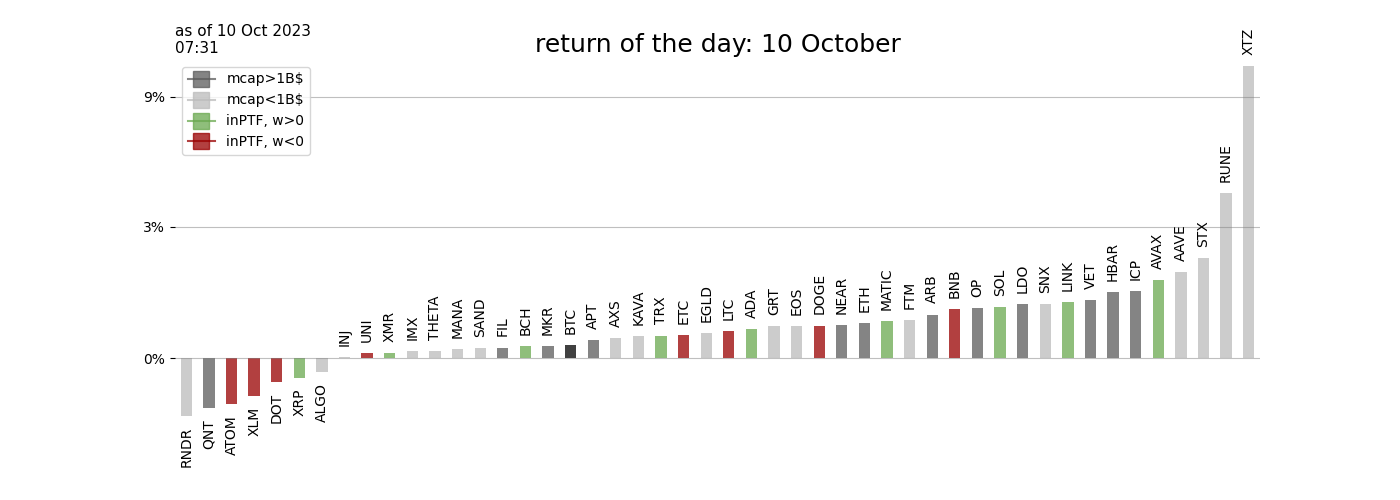 as of 10 Oct 2023
07:31
return of the day: 10 October
mcap>1B$
mcap<1B$
inPTF, w>0
inPTF, w<0
9%
3%
0%
RNDR
QNT
ATOM
XLM
DOT
XRP
ALGO
INJ
UNI
XMR
IMX
THETA
MANA
SAND
FIL
BCH
MKR
BTC
APT
AXS
KAVA
TRX
ETC
EGLD
LTC
ADA
GRT
EOS
DOGE
NEAR
ETH
MATIC
FTM
ARB
BNB
OP
SOL
LDO
SNX
LINK
VET
HBAR
ICP
AVAX
AAVE
STX
RUNE
XTZ